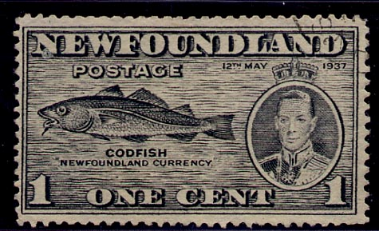 NEWFOUNDLAND
POSTAGE 12TH MAY 1937
CODFISH
NEWFOUNDLAND CURRENCY
1 ONE CENT 1